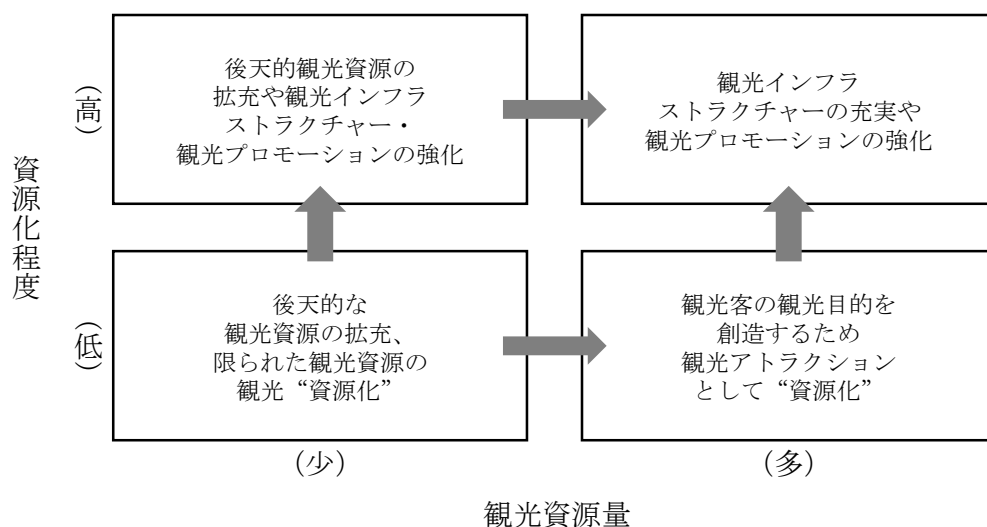 後天的観光資源の
拡充や観光インフラ
ストラクチャー・
観光プロモーションの強化
観光インフラ
ストラクチャーの充実や
観光プロモーションの強化
（高）
資源化程度
（低）
後天的な
観光資源の拡充、
限られた観光資源の
観光“資源化”
観光客の観光目的を
創造するため
観光アトラクション
として“資源化”
（少）
（多）
観光資源量